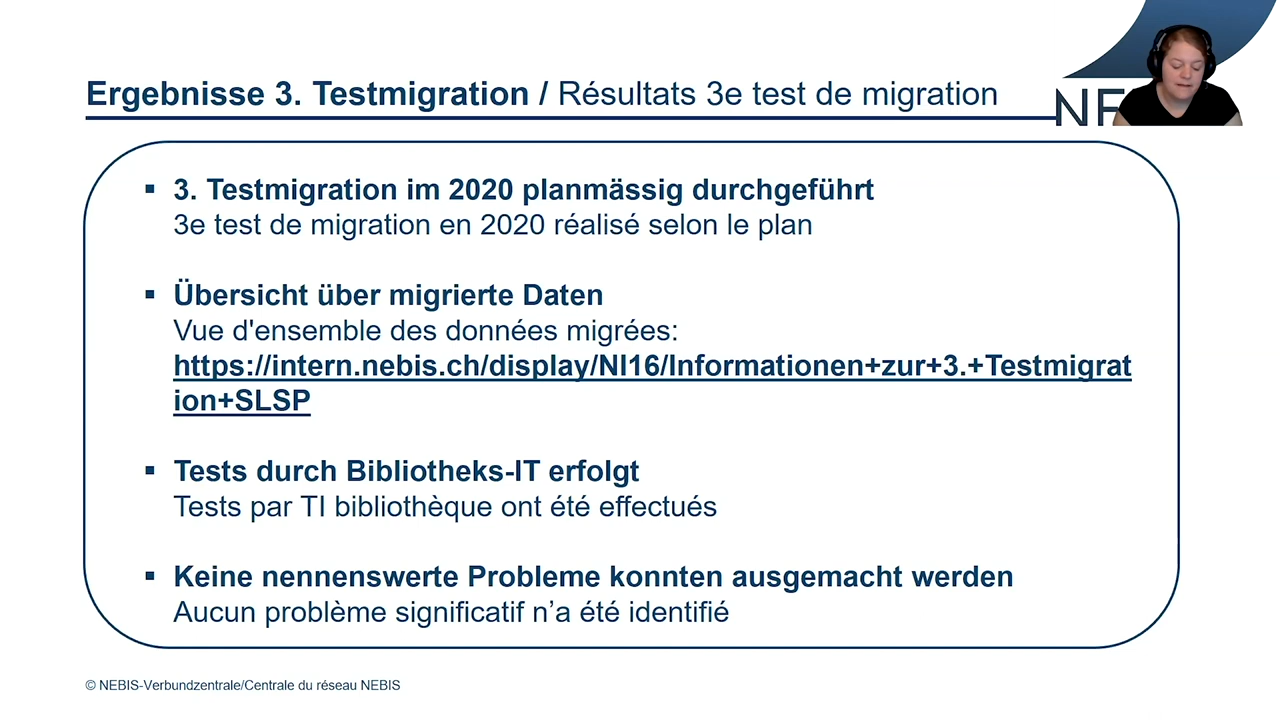 Ergebnisse 3. Testmigration / Résultats 3e test de migration
▪ 3. Testmigration im 2020 planmässig durchgeführt
3e test de migration en 2020 réalisé selon le plan
▪ Übersicht über migrierte Daten
Vue d'ensemble des données migrées:
https://intern.nebis.ch/display/NI16/Informationen+zur+3.+Testmigrat
ion+SLSP
▪ Tests durch Bibliotheks-IT erfolgt
Tests par TI bibliothèque ont été effectués
▪ Keine nennenswerte Probleme konnten ausgemacht werden
Aucun problème significatif n’a été identifié
© NEBIS-Verbundzentrale/Centrale du réseau NEBIS